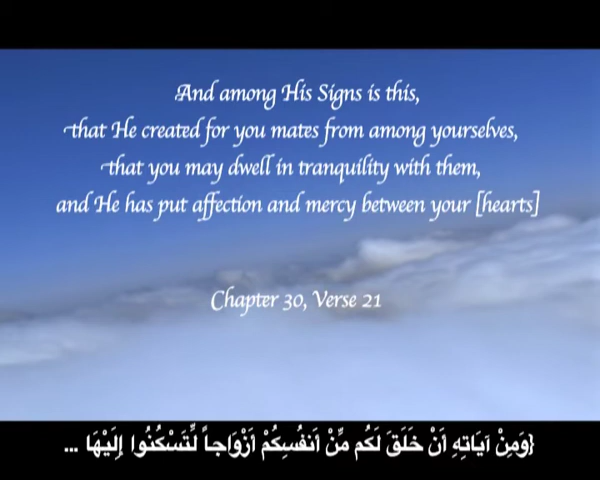 And among His Signs is this,
that He created for you mates from among yourselves,
that you may dwell in tranquility with them,
and He has put affection and mercy between your [hearts]
Chapter 30, Verse 21
{وَمِنْ آيَاتِهِ أَنْ خَلَقَ لَكُم مِّنْ أَنفُسِكُمْ أَزْوَاجاً لِّتَسْكُنُوا إِلَيْهَا ...